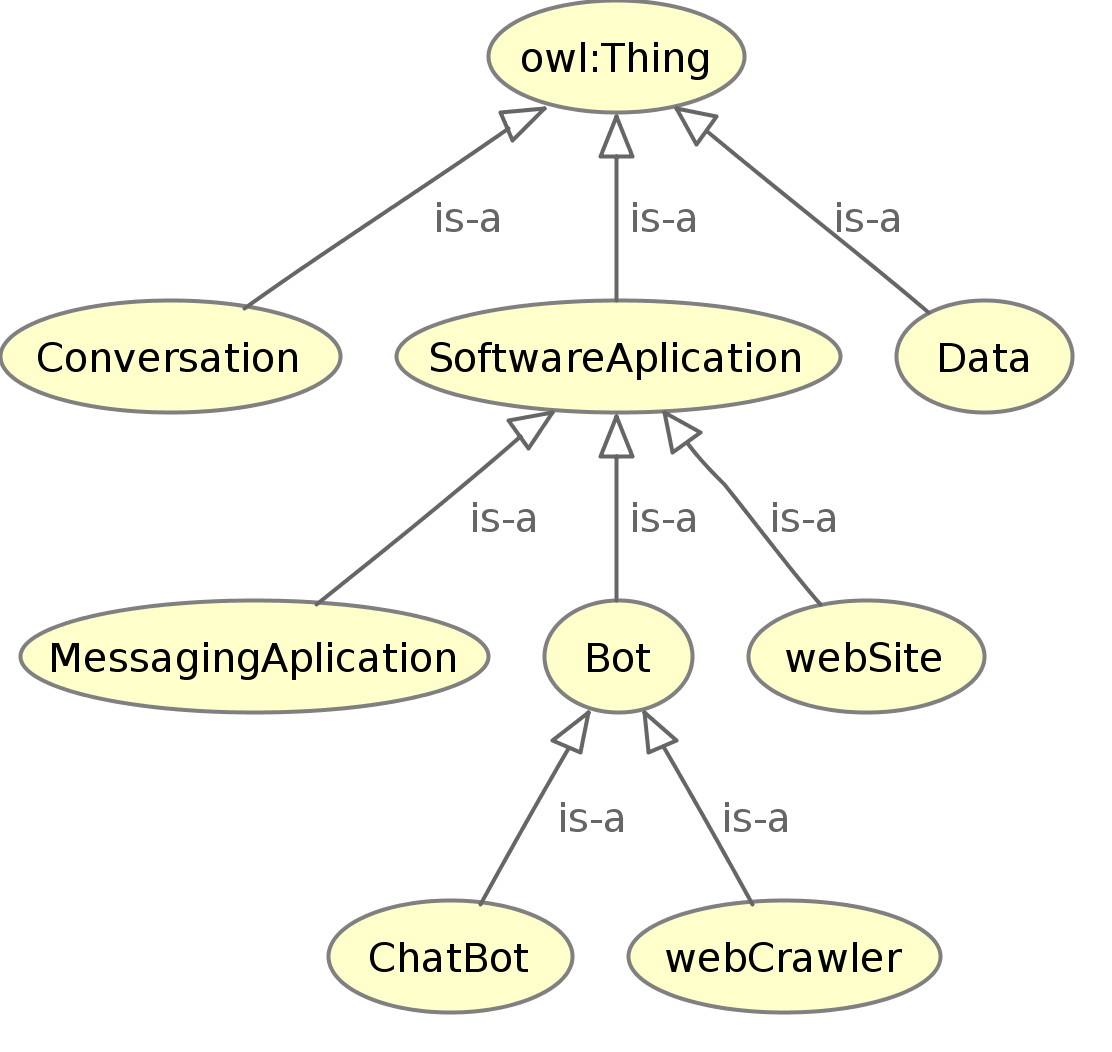 owl:Thing
is-a
is-a
is-a
Conversation
SoftwareAplication
Data
is-a
is-a
is-a
MessagingAplication
Bot
webSite
is-a
is-a
ChatBot
webCrawler